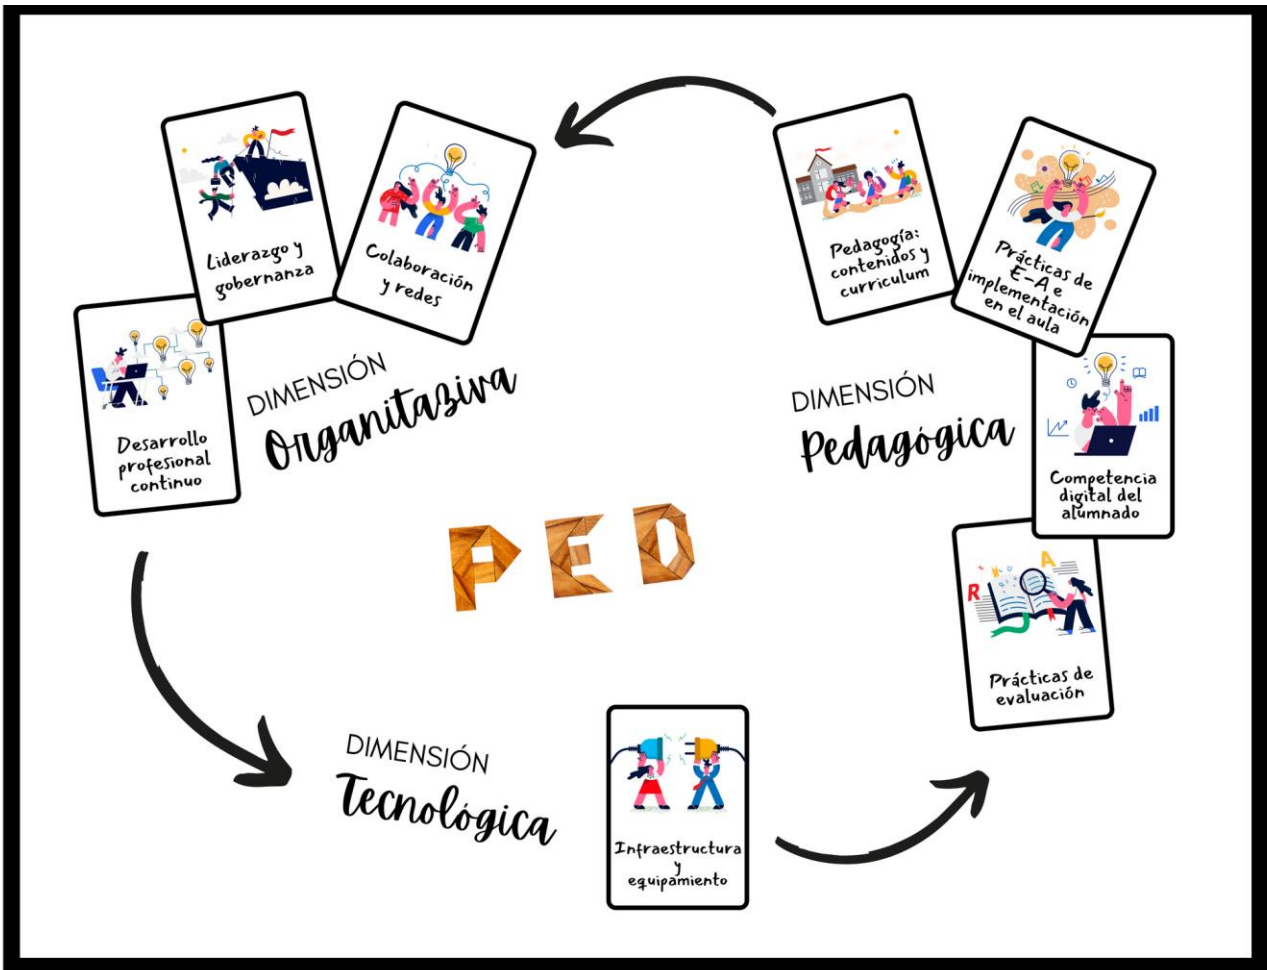 Liderazgo y
gobernanza
Colaboración
y redes
Desarrollo
profesional
continuo
DIMENSIÓN
Organitaziva
Pedagogía:
contenidos y
curriculum
Prácticas de
E-A e
implementación
en el aula
Competencia
digital del
alumnado
Prácticas de
evaluación
DIMENSIÓN
Pedagógica
PED
DIMENSIÓN
Tecnológica
Infraestructura
y
equipamiento
R
A